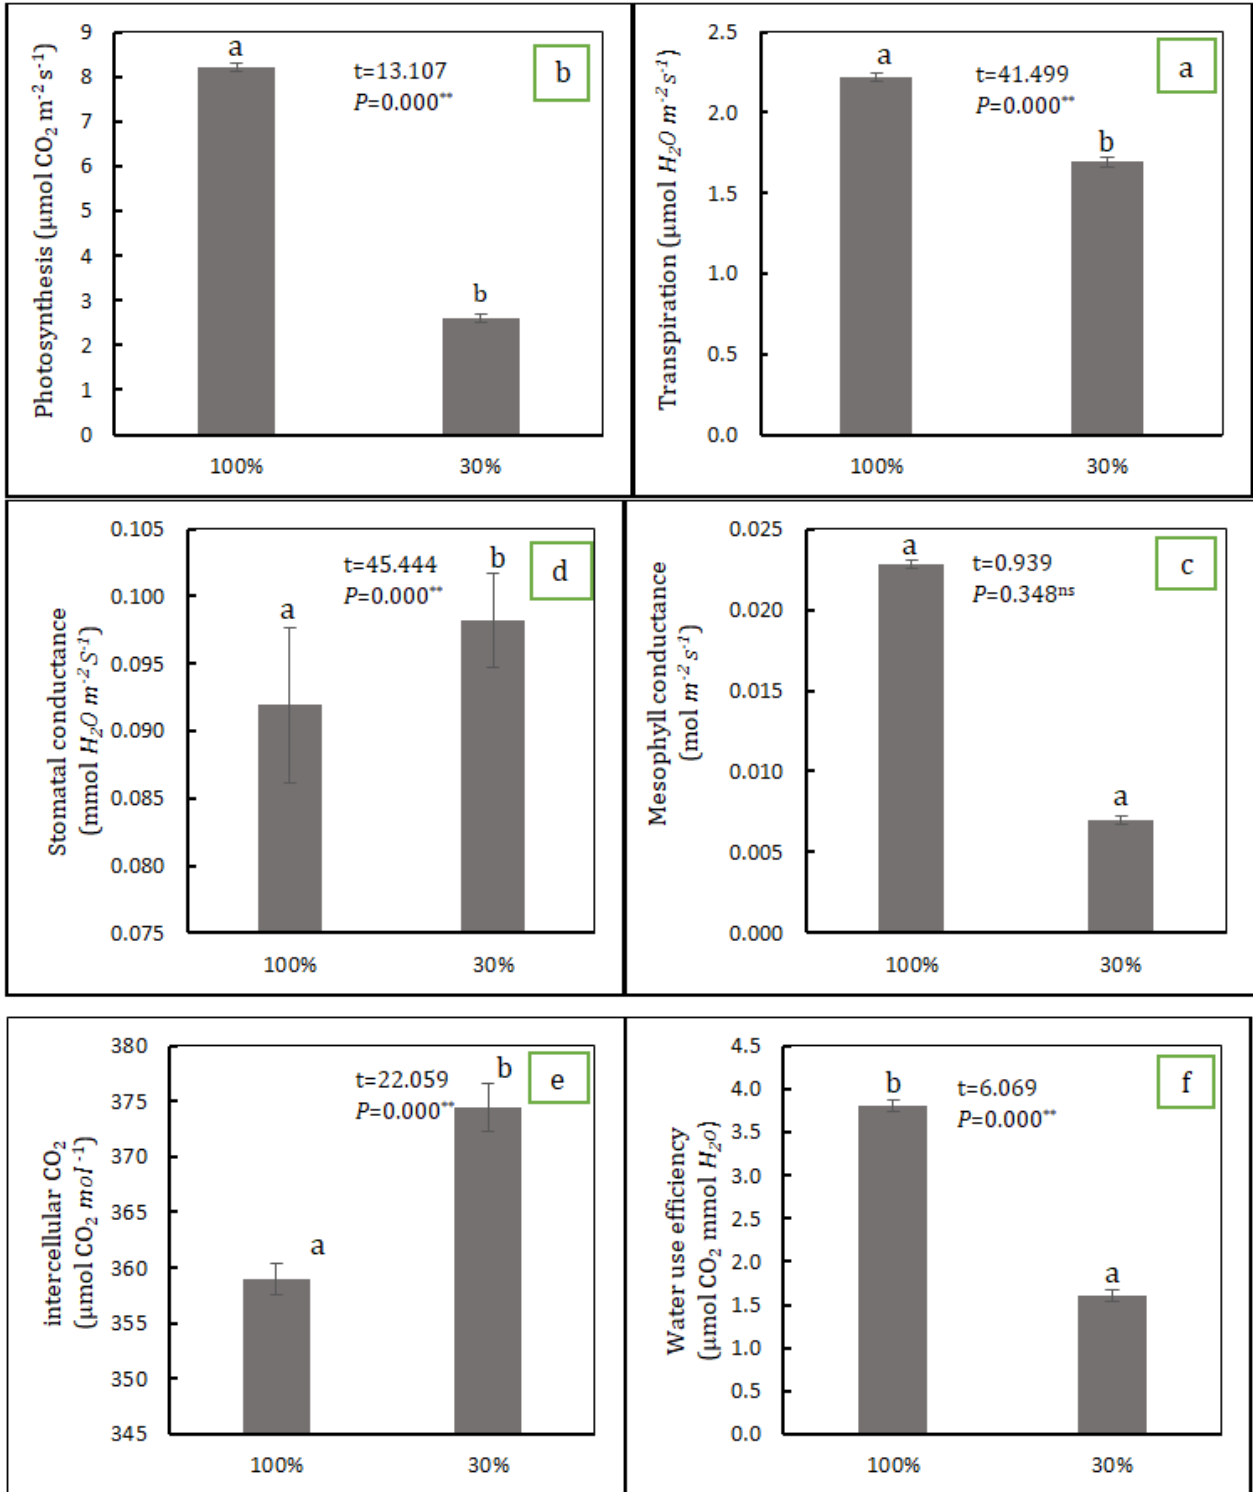 Photosynthesis (μmol CO₂ m⁻² s⁻¹)
9
8
7
6
5
4
3
2
1
0
a
b
t=13.107
P=0.000**
b
100%
30%
Transpiration (μmol H₂O m⁻² s⁻¹)
2.5
2.0
1.5
1.0
0.5
0.0
a
b
t=41.499
P=0.000**
a
100%
30%
Stomatal conductance
(mmol H₂O m⁻² S⁻¹)
0.105
0.100
0.095
0.090
0.085
0.080
0.075
a
t=45.444
P=0.000**
b
d
100%
30%
Mesophyll conductance
(mol m⁻² s⁻¹)
0.025
0.020
0.015
0.010
0.005
0.000
a
t=0.939
P=0.348ⁿˢ
a
c
100%
30%
intercellular CO₂
(μmol CO₂ mol ⁻¹)
380
375
370
365
360
355
350
345
a
t=22.059
P=0.000**
b
e
100%
30%
Water use efficiency
(μmol CO₂ mmol H₂O)
4.5
4.0
3.5
3.0
2.5
2.0
1.5
1.0
0.5
0.0
b
t=6.069
P=0.000**
a
f
100%
30%